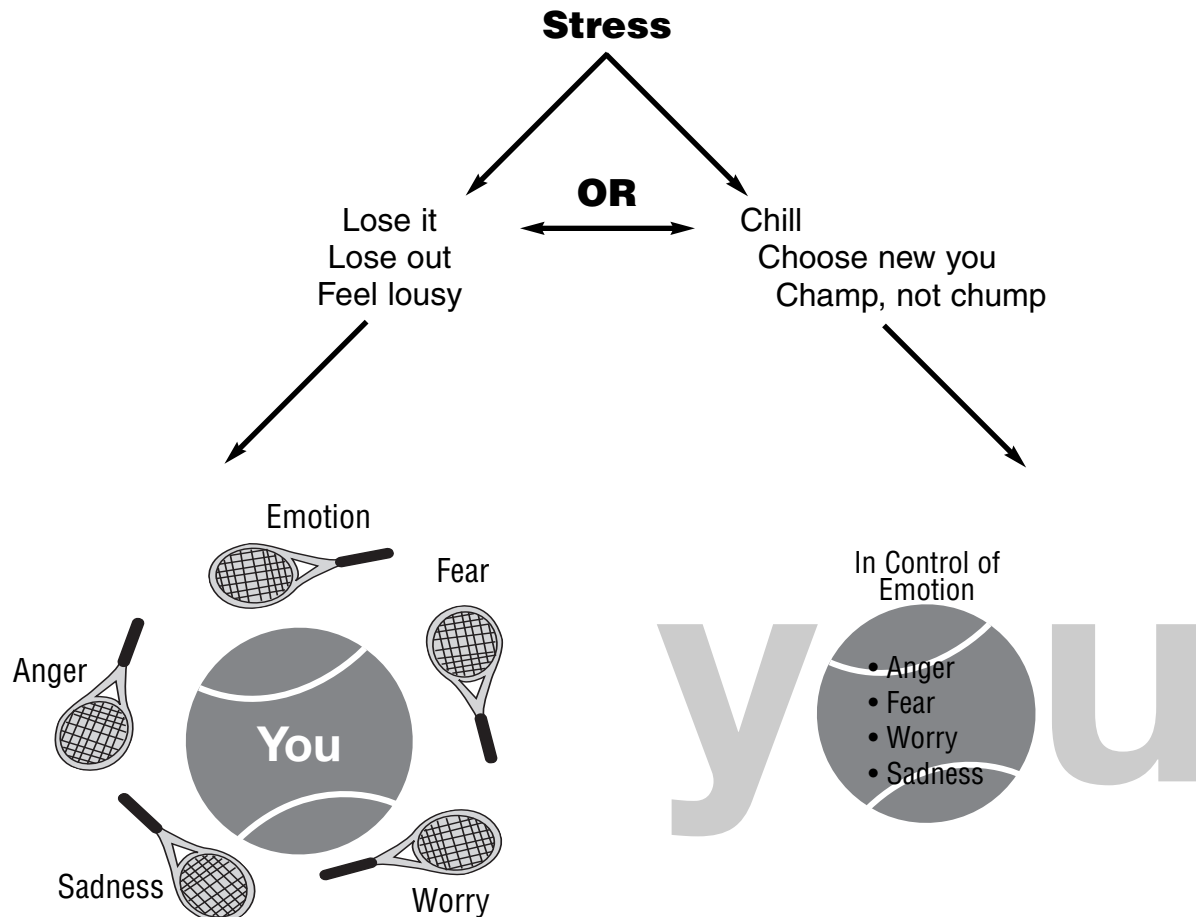 Stress
OR
Lose it
Lose out
Feel lousy
Chill
Choose new you
Champ, not chump
Emotion
Fear
Anger
You
Sadness
Worry
In Control of
Emotion
you
• Anger
• Fear
• Worry
• Sadness